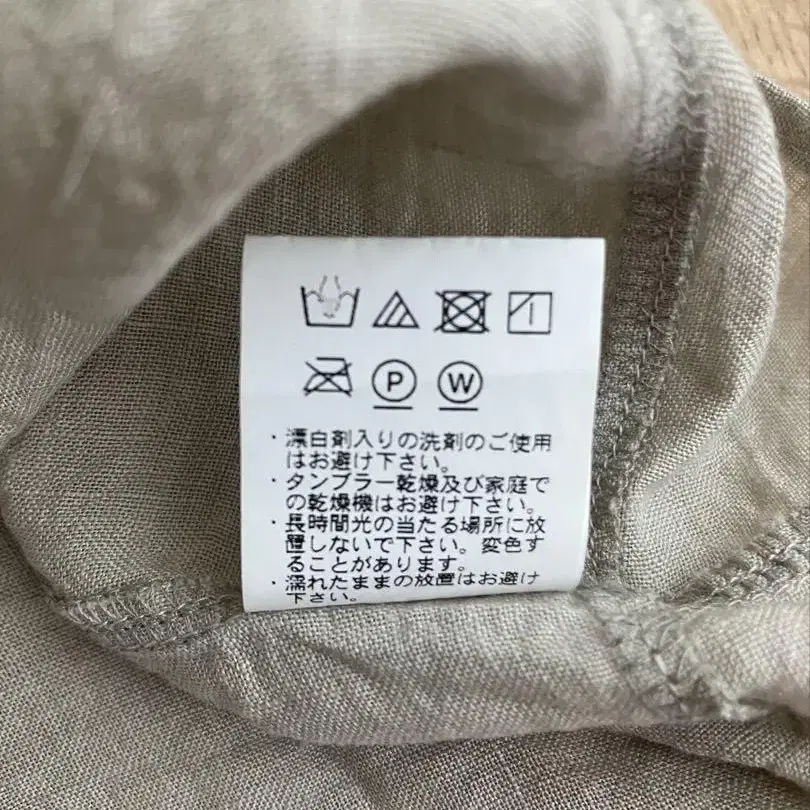 P W
・漂白剤入りの洗剤のご使用
はお避け下さい。
・タンブラー乾燥及び家庭で
の乾燥機はお避け下さい。
・長時間光の当たる場所に放
置しないで下さい。変色す
ることがあります。
・濡れたままの放置はお避け
下さい。